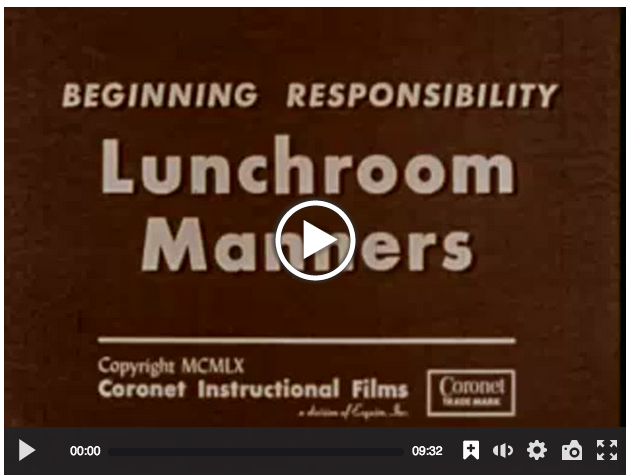 BEGINNING RESPONSIBILITY
Lunchroom
Manners
Copyright MCMLX
Coronet Instructional Films
a division of Esquire, Inc.
Coronet
TRADE MARK
00:00
09:32